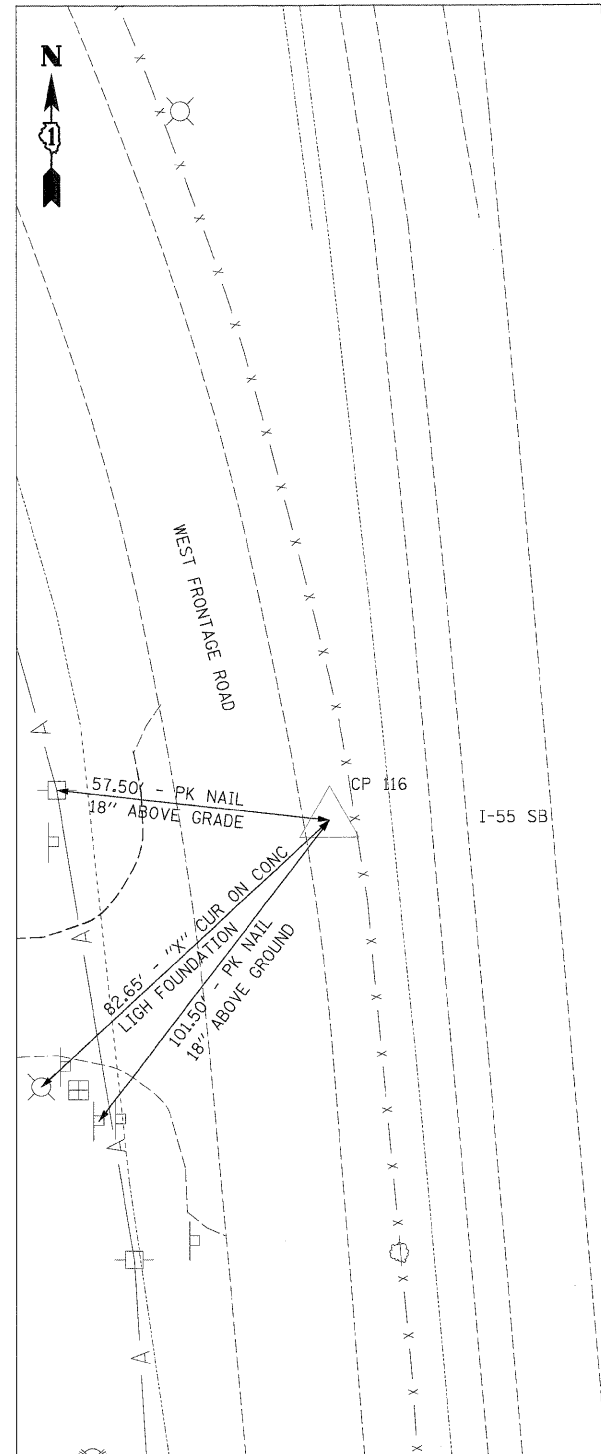 N
1
WEST FRONTAGE ROAD
A
57.50' - PK NAIL
18" ABOVE GRADE
CP 116
I-55 SB
A
82.65' - "X" CUR ON CONC
LIGH FOUNDATION
101.50' - PK NAIL
18" ABOVE GROUND
A
A